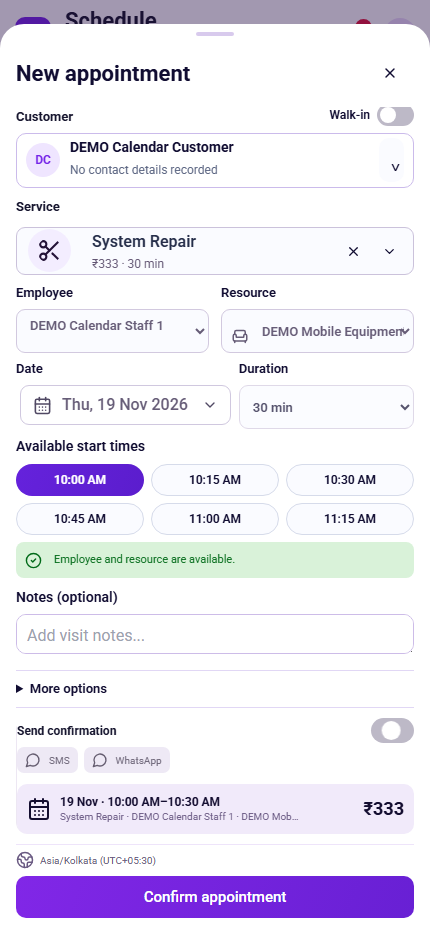 Schedule
New appointment
Customer
Walk-in
DC
DEMO Calendar Customer
No contact details recorded
Service
System Repair
₹333 · 30 min
Employee
Resource
DEMO Calendar Staff 1
DEMO Mobile Equipmen
Date
Duration
Thu, 19 Nov 2026
30 min
Available start times
10:00 AM
10:15 AM
10:30 AM
10:45 AM
11:00 AM
11:15 AM
Employee and resource are available.
Notes (optional)
Add visit notes...
More options
Send confirmation
SMS
WhatsApp
19 Nov · 10:00 AM–10:30 AM
System Repair · DEMO Calendar Staff 1 · DEMO Mob...
₹333
Asia/Kolkata (UTC+05:30)
Confirm appointment